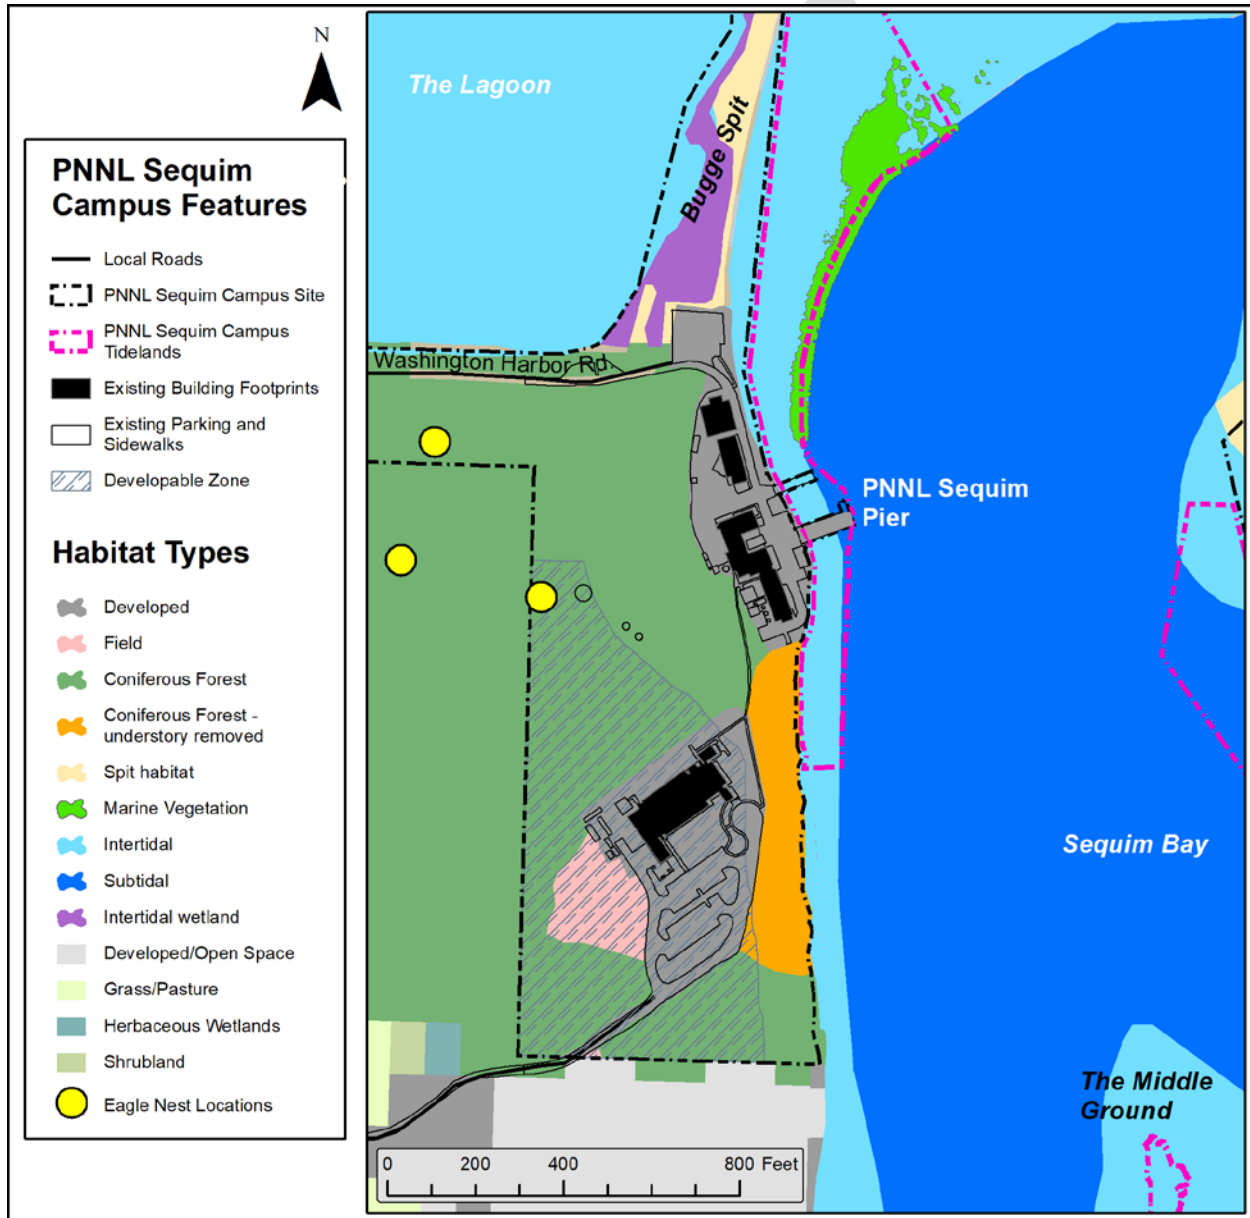 N
PNNL Sequim
Campus Features
Local Roads
PNNL Sequim Campus Site
PNNL Sequim Campus
Tidelands
Existing Building Footprints
Existing Parking and
Sidewalks
Developable Zone
Habitat Types
Developed
Field
Coniferous Forest
Coniferous Forest -
understory removed
Spit habitat
Marine Vegetation
Intertidal
Subtidal
Intertidal wetland
Developed/Open Space
Grass/Pasture
Herbaceous Wetlands
Shrubland
Eagle Nest Locations
The Lagoon
Bugge Spit
Washington Harbor Rd.
PNNL Sequim
Pier
Sequim Bay
The Middle
Ground
0 200 400 800 Feet